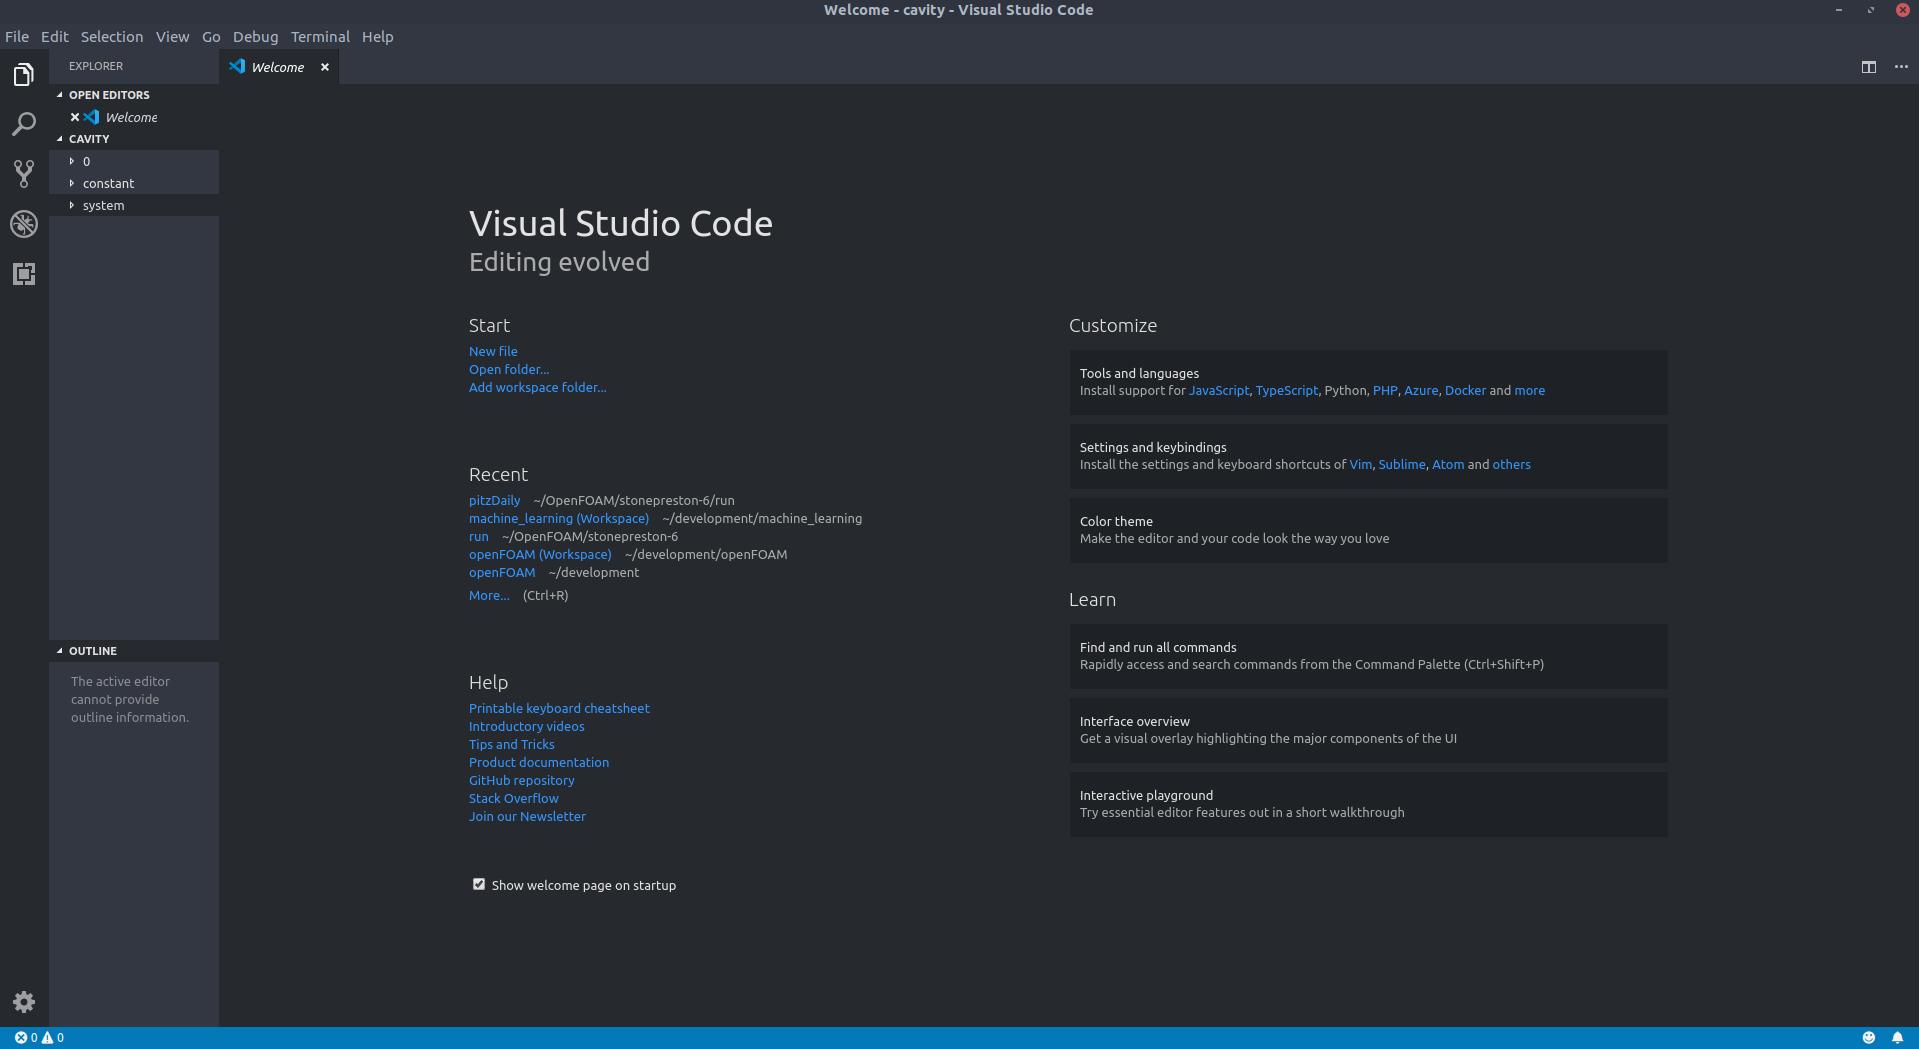 Welcome - cavity - Visual Studio Code
File Edit Selection View Go Debug Terminal Help
EXPLORER
Welcome
OPEN EDITORS
Welcome
CAVITY
0
constant
system
OUTLINE
The active editor
cannot provide
outline information.
Visual Studio Code
Editing evolved
Start
New file
Open folder...
Add workspace folder...
Recent
pitzDaily ~/OpenFOAM/stonepreston-6/run
machine_learning (Workspace) ~/development/machine_learning
run ~/OpenFOAM/stonepreston-6
openFOAM (Workspace) ~/development/openFOAM
openFOAM ~/development
More... (Ctrl+R)
Help
Printable keyboard cheatsheet
Introductory videos
Tips and Tricks
Product documentation
GitHub repository
Stack Overflow
Join our Newsletter
Show welcome page on startup
Customize
Tools and languages
Install support for JavaScript, TypeScript, Python, PHP, Azure, Docker and more
Settings and keybindings
Install the settings and keyboard shortcuts of Vim, Sublime, Atom and others
Color theme
Make the editor and your code look the way you love
Learn
Find and run all commands
Rapidly access and search commands from the Command Palette (Ctrl+Shift+P)
Interface overview
Get a visual overlay highlighting the major components of the UI
Interactive playground
Try essential editor features out in a short walkthrough
0 0